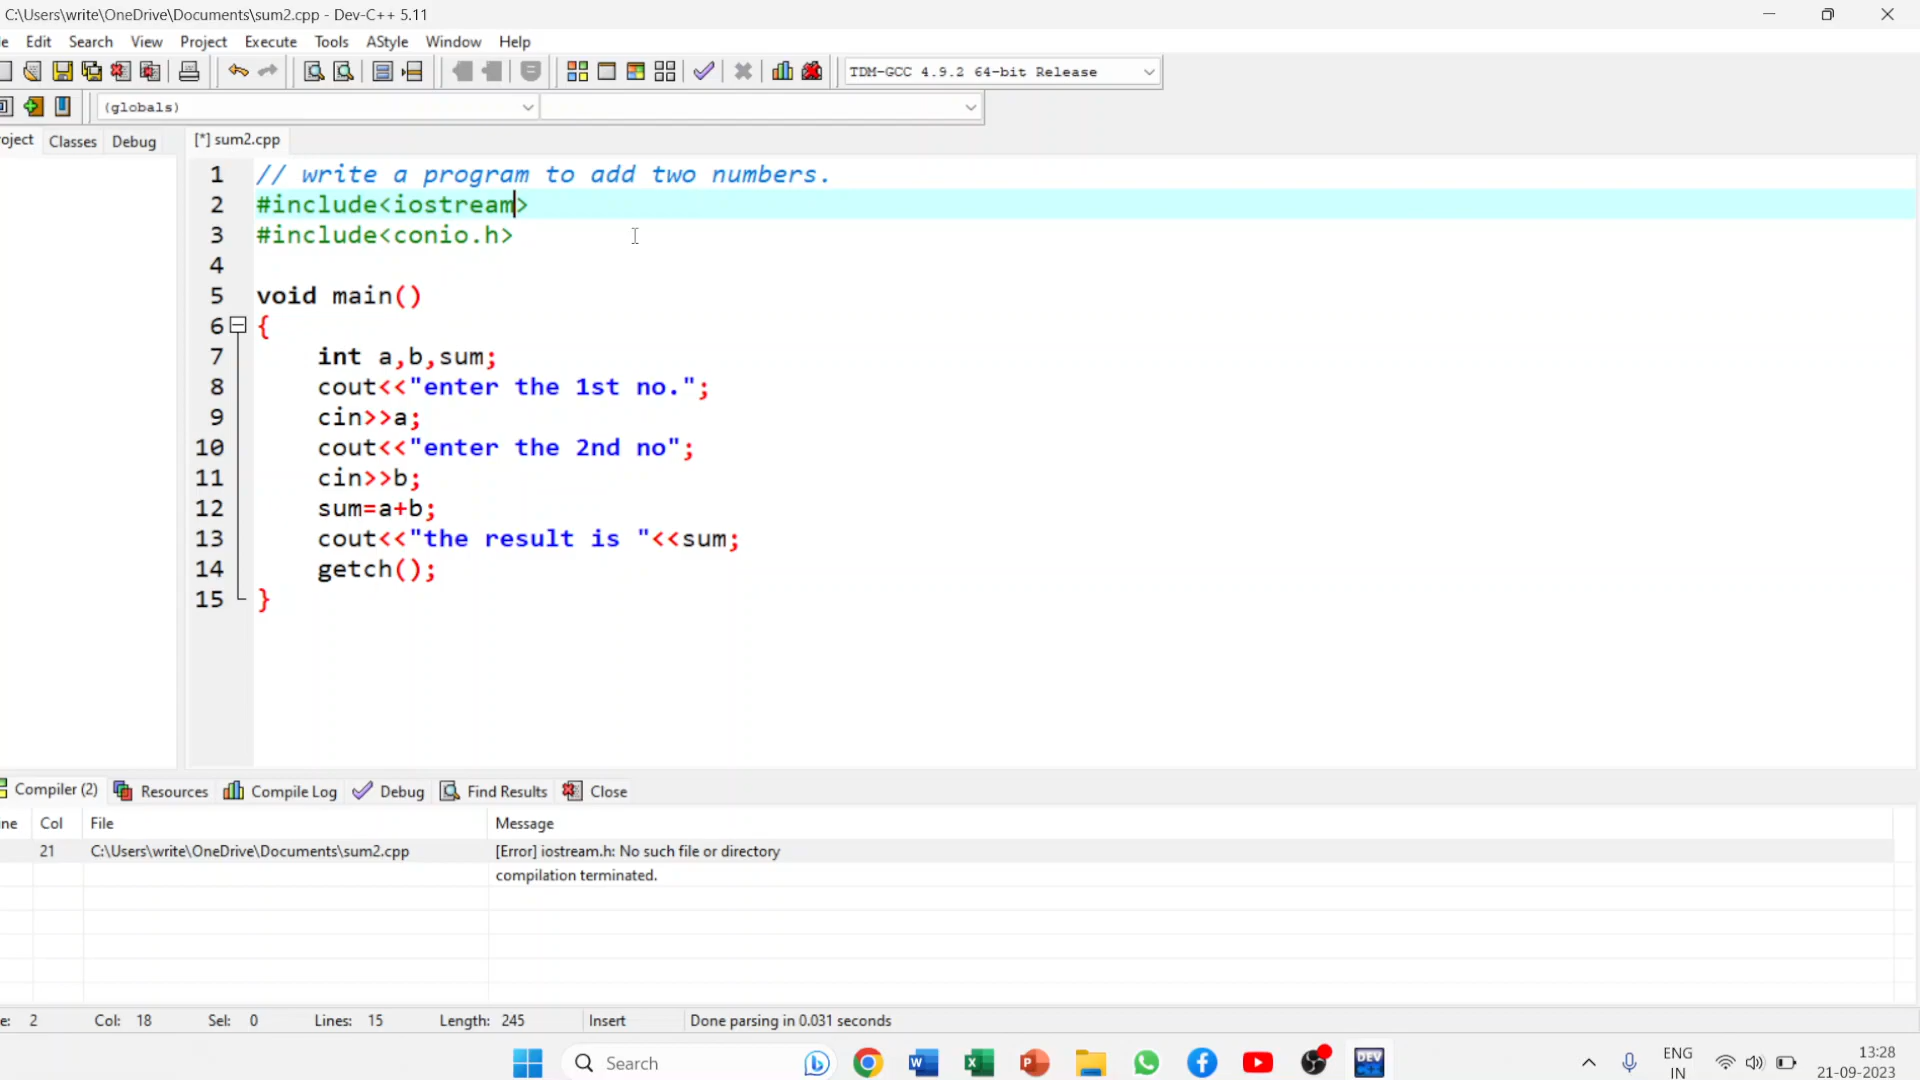 C:\Users\write\OneDrive\Documents\sum2.cpp - Dev-C++ 5.11
e Edit Search View Project Execute Tools AStyle Window Help
TDM-GCC 4.9.2 64-bit Release
(globals)
oject Classes Debug [*] sum2.cpp
1 // write a program to add two numbers.
2 #include<iostream>
3 #include<conio.h>
4
5 void main()
6 {
7 int a,b,sum;
8 cout<<"enter the 1st no.";
9 cin>>a;
10 cout<<"enter the 2nd no";
11 cin>>b;
12 sum=a+b;
13 cout<<"the result is "<<sum;
14 getch();
15 }
Compiler (2) Resources Compile Log Debug Find Results Close
ine Col File Message
21 C:\Users\write\OneDrive\Documents\sum2.cpp [Error] iostream.h: No such file or directory
compilation terminated.
e: 2 Col: 18 Sel: 0 Lines: 15 Length: 245 Insert Done parsing in 0.031 seconds
Search DEV ENG 13:28
IN 21-09-2023